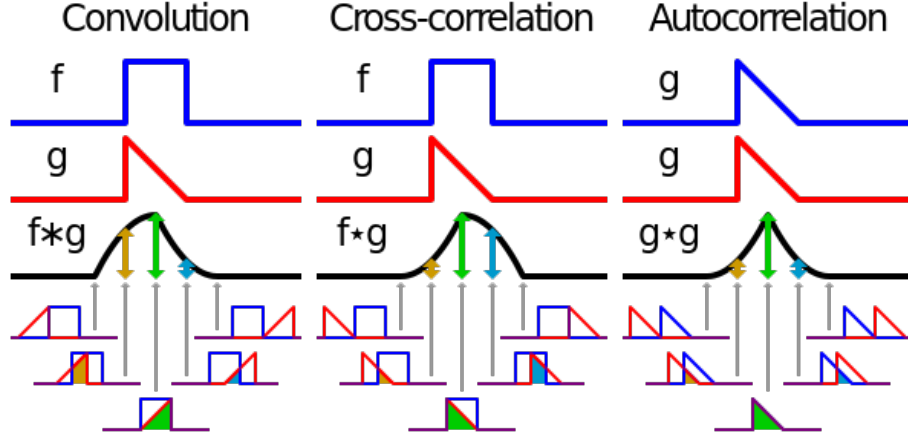 Convolution Cross-correlation Autocorrelation
f f g
g g g
f∗g f⋆g g⋆g